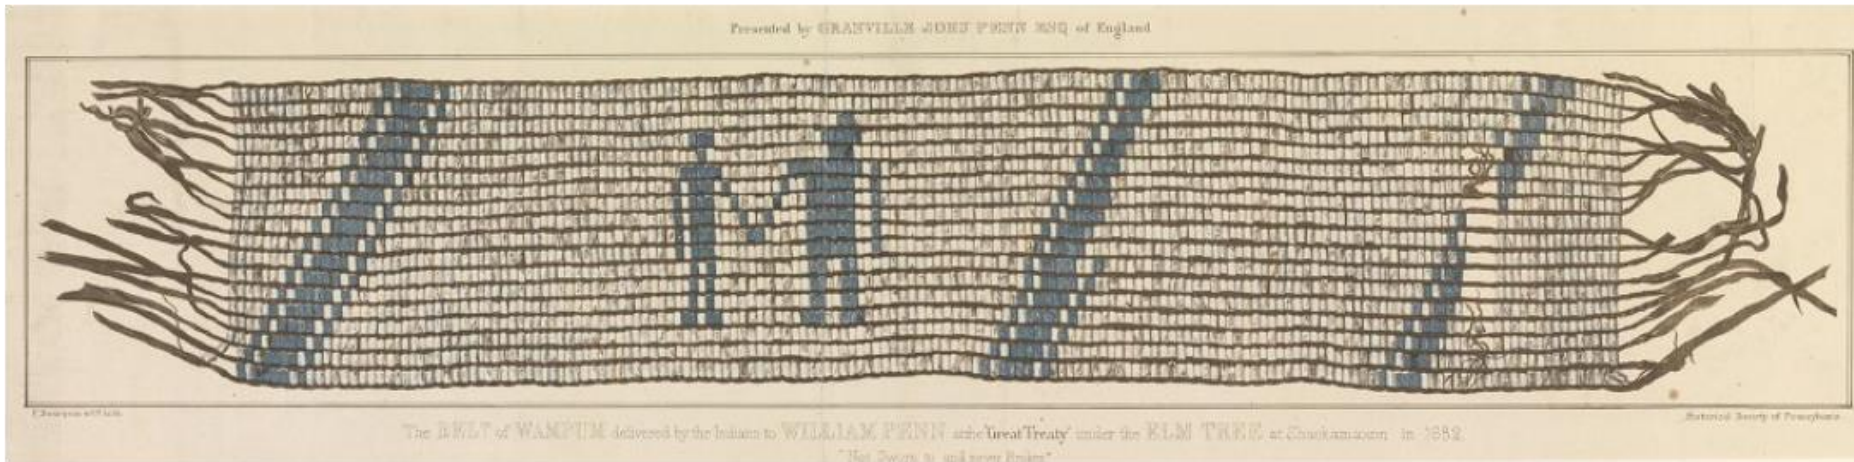 Presented by GRANVILLE JOHN PENN ESQ of England
Historical Society of Pennsylvania
The BELT of WAMPUM delivered by the Indians to WILLIAM PENN at the "Great Treaty" under the ELM TREE at Shackamaxon in 1682.
"Not Sworn to and never Broken"